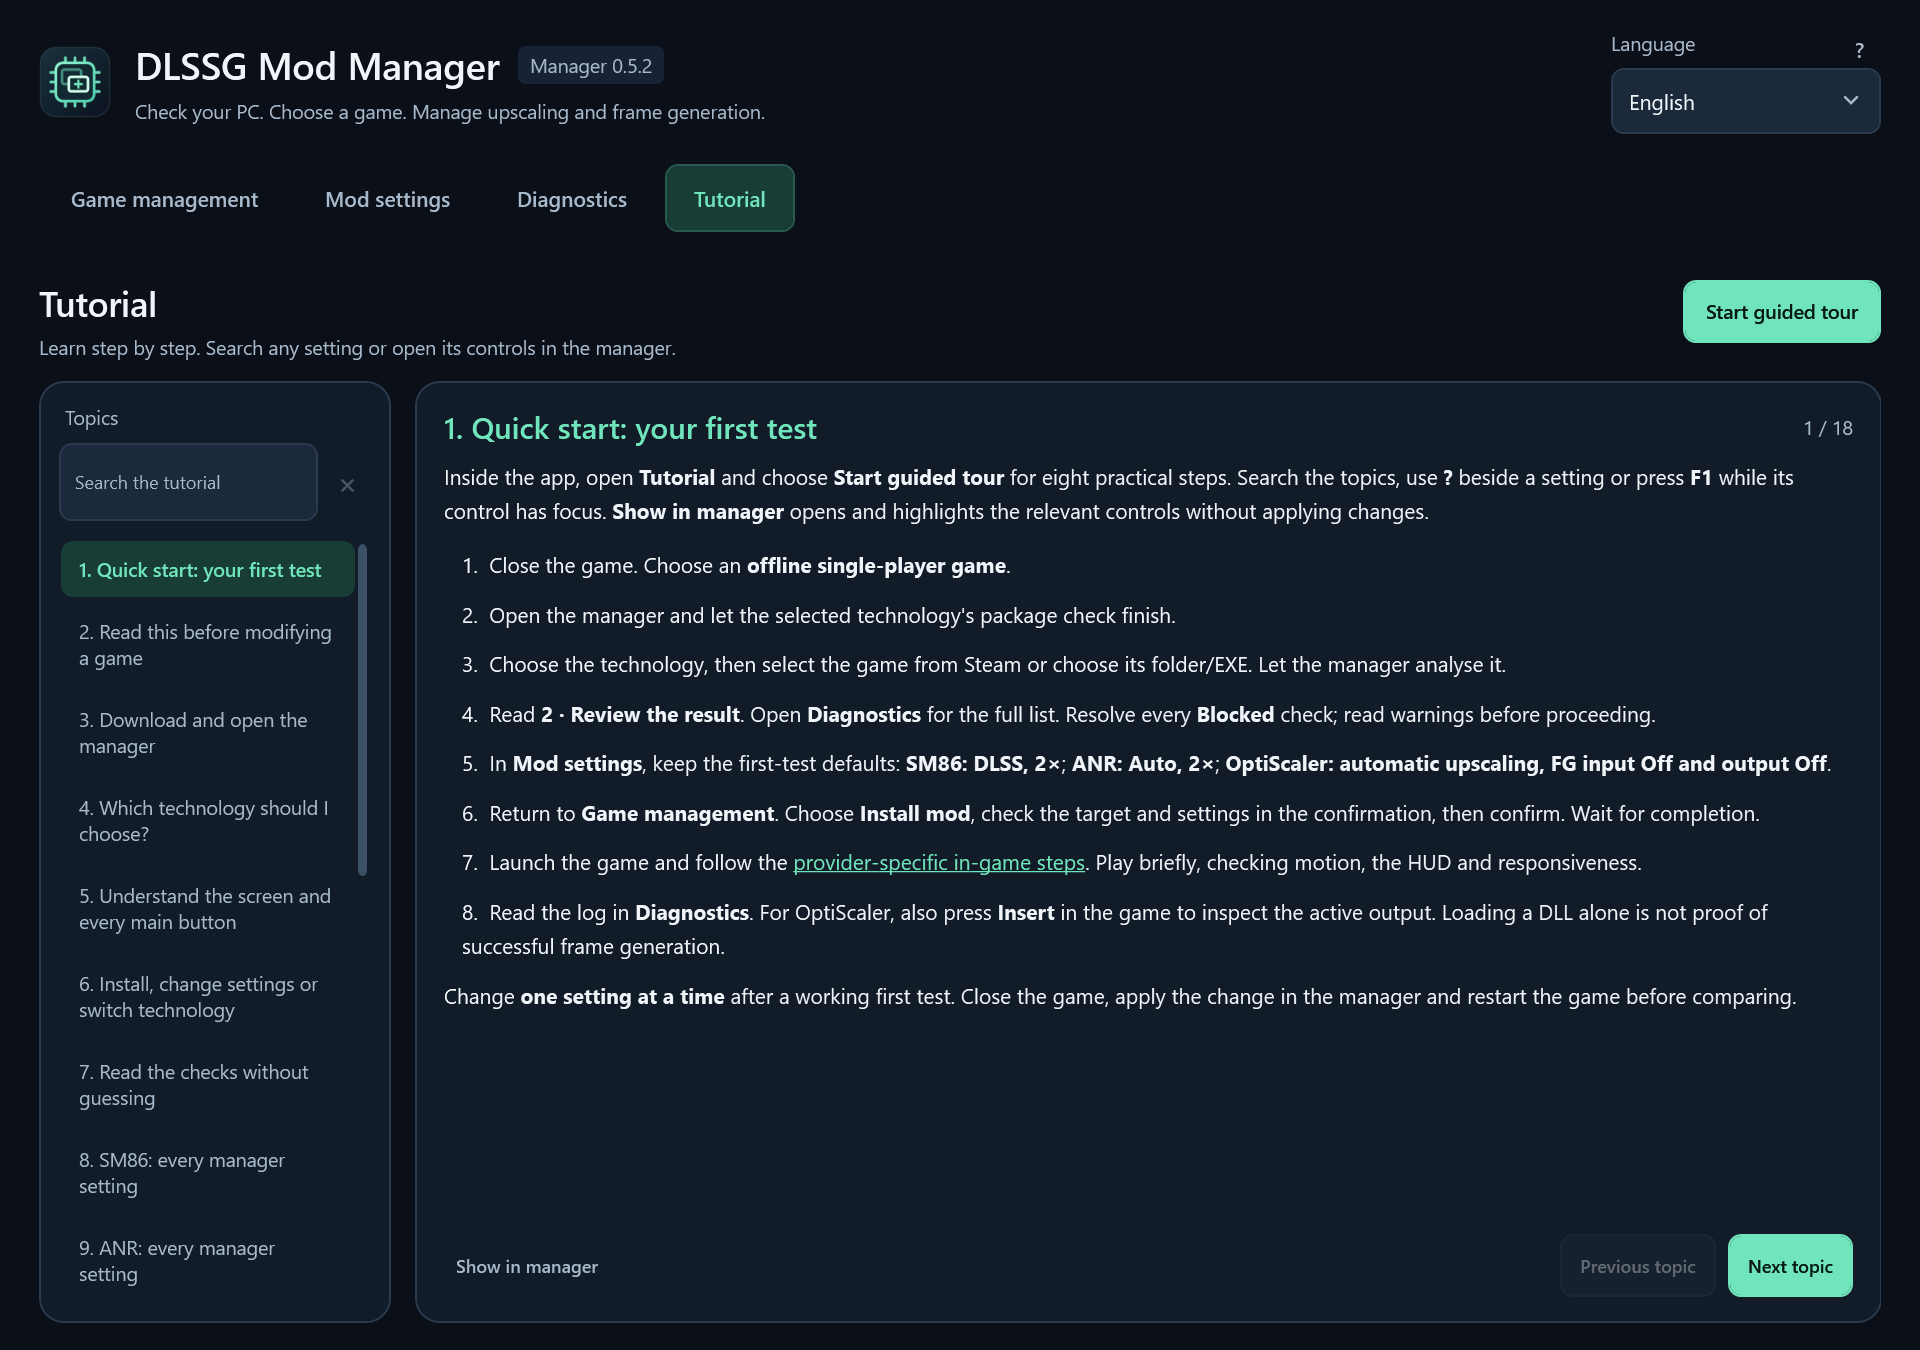 DLSSG Mod Manager
Manager 0.5.2
Check your PC. Choose a game. Manage upscaling and frame generation.
Language
?
English
Game management
Mod settings
Diagnostics
Tutorial
Tutorial
Learn step by step. Search any setting or open its controls in the manager.
Start guided tour
Topics
Search the tutorial
×
1. Quick start: your first test
2. Read this before modifying
a game
3. Download and open the
manager
4. Which technology should I
choose?
5. Understand the screen and
every main button
6. Install, change settings or
switch technology
7. Read the checks without
guessing
8. SM86: every manager
setting
9. ANR: every manager
setting
1. Quick start: your first test
1 / 18
Inside the app, open Tutorial and choose Start guided tour for eight practical steps. Search the topics, use ? beside a setting or press F1 while its
control has focus. Show in manager opens and highlights the relevant controls without applying changes.
1. Close the game. Choose an offline single-player game.
2. Open the manager and let the selected technology's package check finish.
3. Choose the technology, then select the game from Steam or choose its folder/EXE. Let the manager analyse it.
4. Read 2 · Review the result. Open Diagnostics for the full list. Resolve every Blocked check; read warnings before proceeding.
5. In Mod settings, keep the first-test defaults: SM86: DLSS, 2×; ANR: Auto, 2×; OptiScaler: automatic upscaling, FG input Off and output Off.
6. Return to Game management. Choose Install mod, check the target and settings in the confirmation, then confirm. Wait for completion.
7. Launch the game and follow the provider-specific in-game steps. Play briefly, checking motion, the HUD and responsiveness.
8. Read the log in Diagnostics. For OptiScaler, also press Insert in the game to inspect the active output. Loading a DLL alone is not proof of
successful frame generation.
Change one setting at a time after a working first test. Close the game, apply the change in the manager and restart the game before comparing.
Show in manager
Previous topic
Next topic